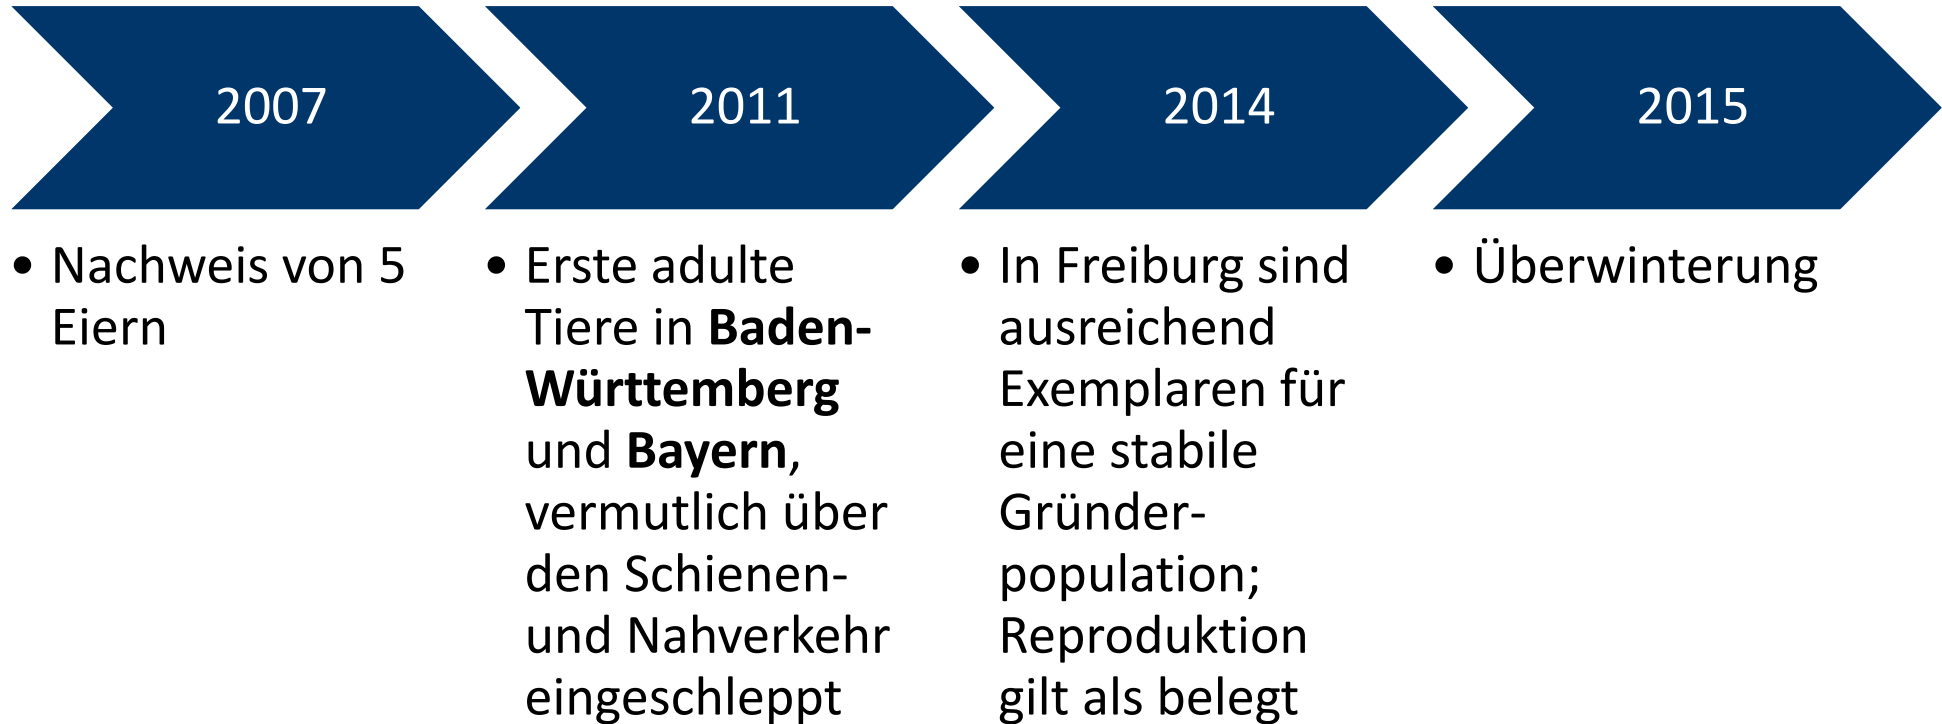 2007
• Nachweis von 5
Eiern
2011
• Erste adulte
Tiere in Baden-
Württemberg
und Bayern,
vermutlich über
den Schienen-
und Nahverkehr
eingeschleppt
2014
• In Freiburg sind
ausreichend
Exemplaren für
eine stabile
Gründer-
population;
Reproduktion
gilt als belegt
2015
• Überwinterung